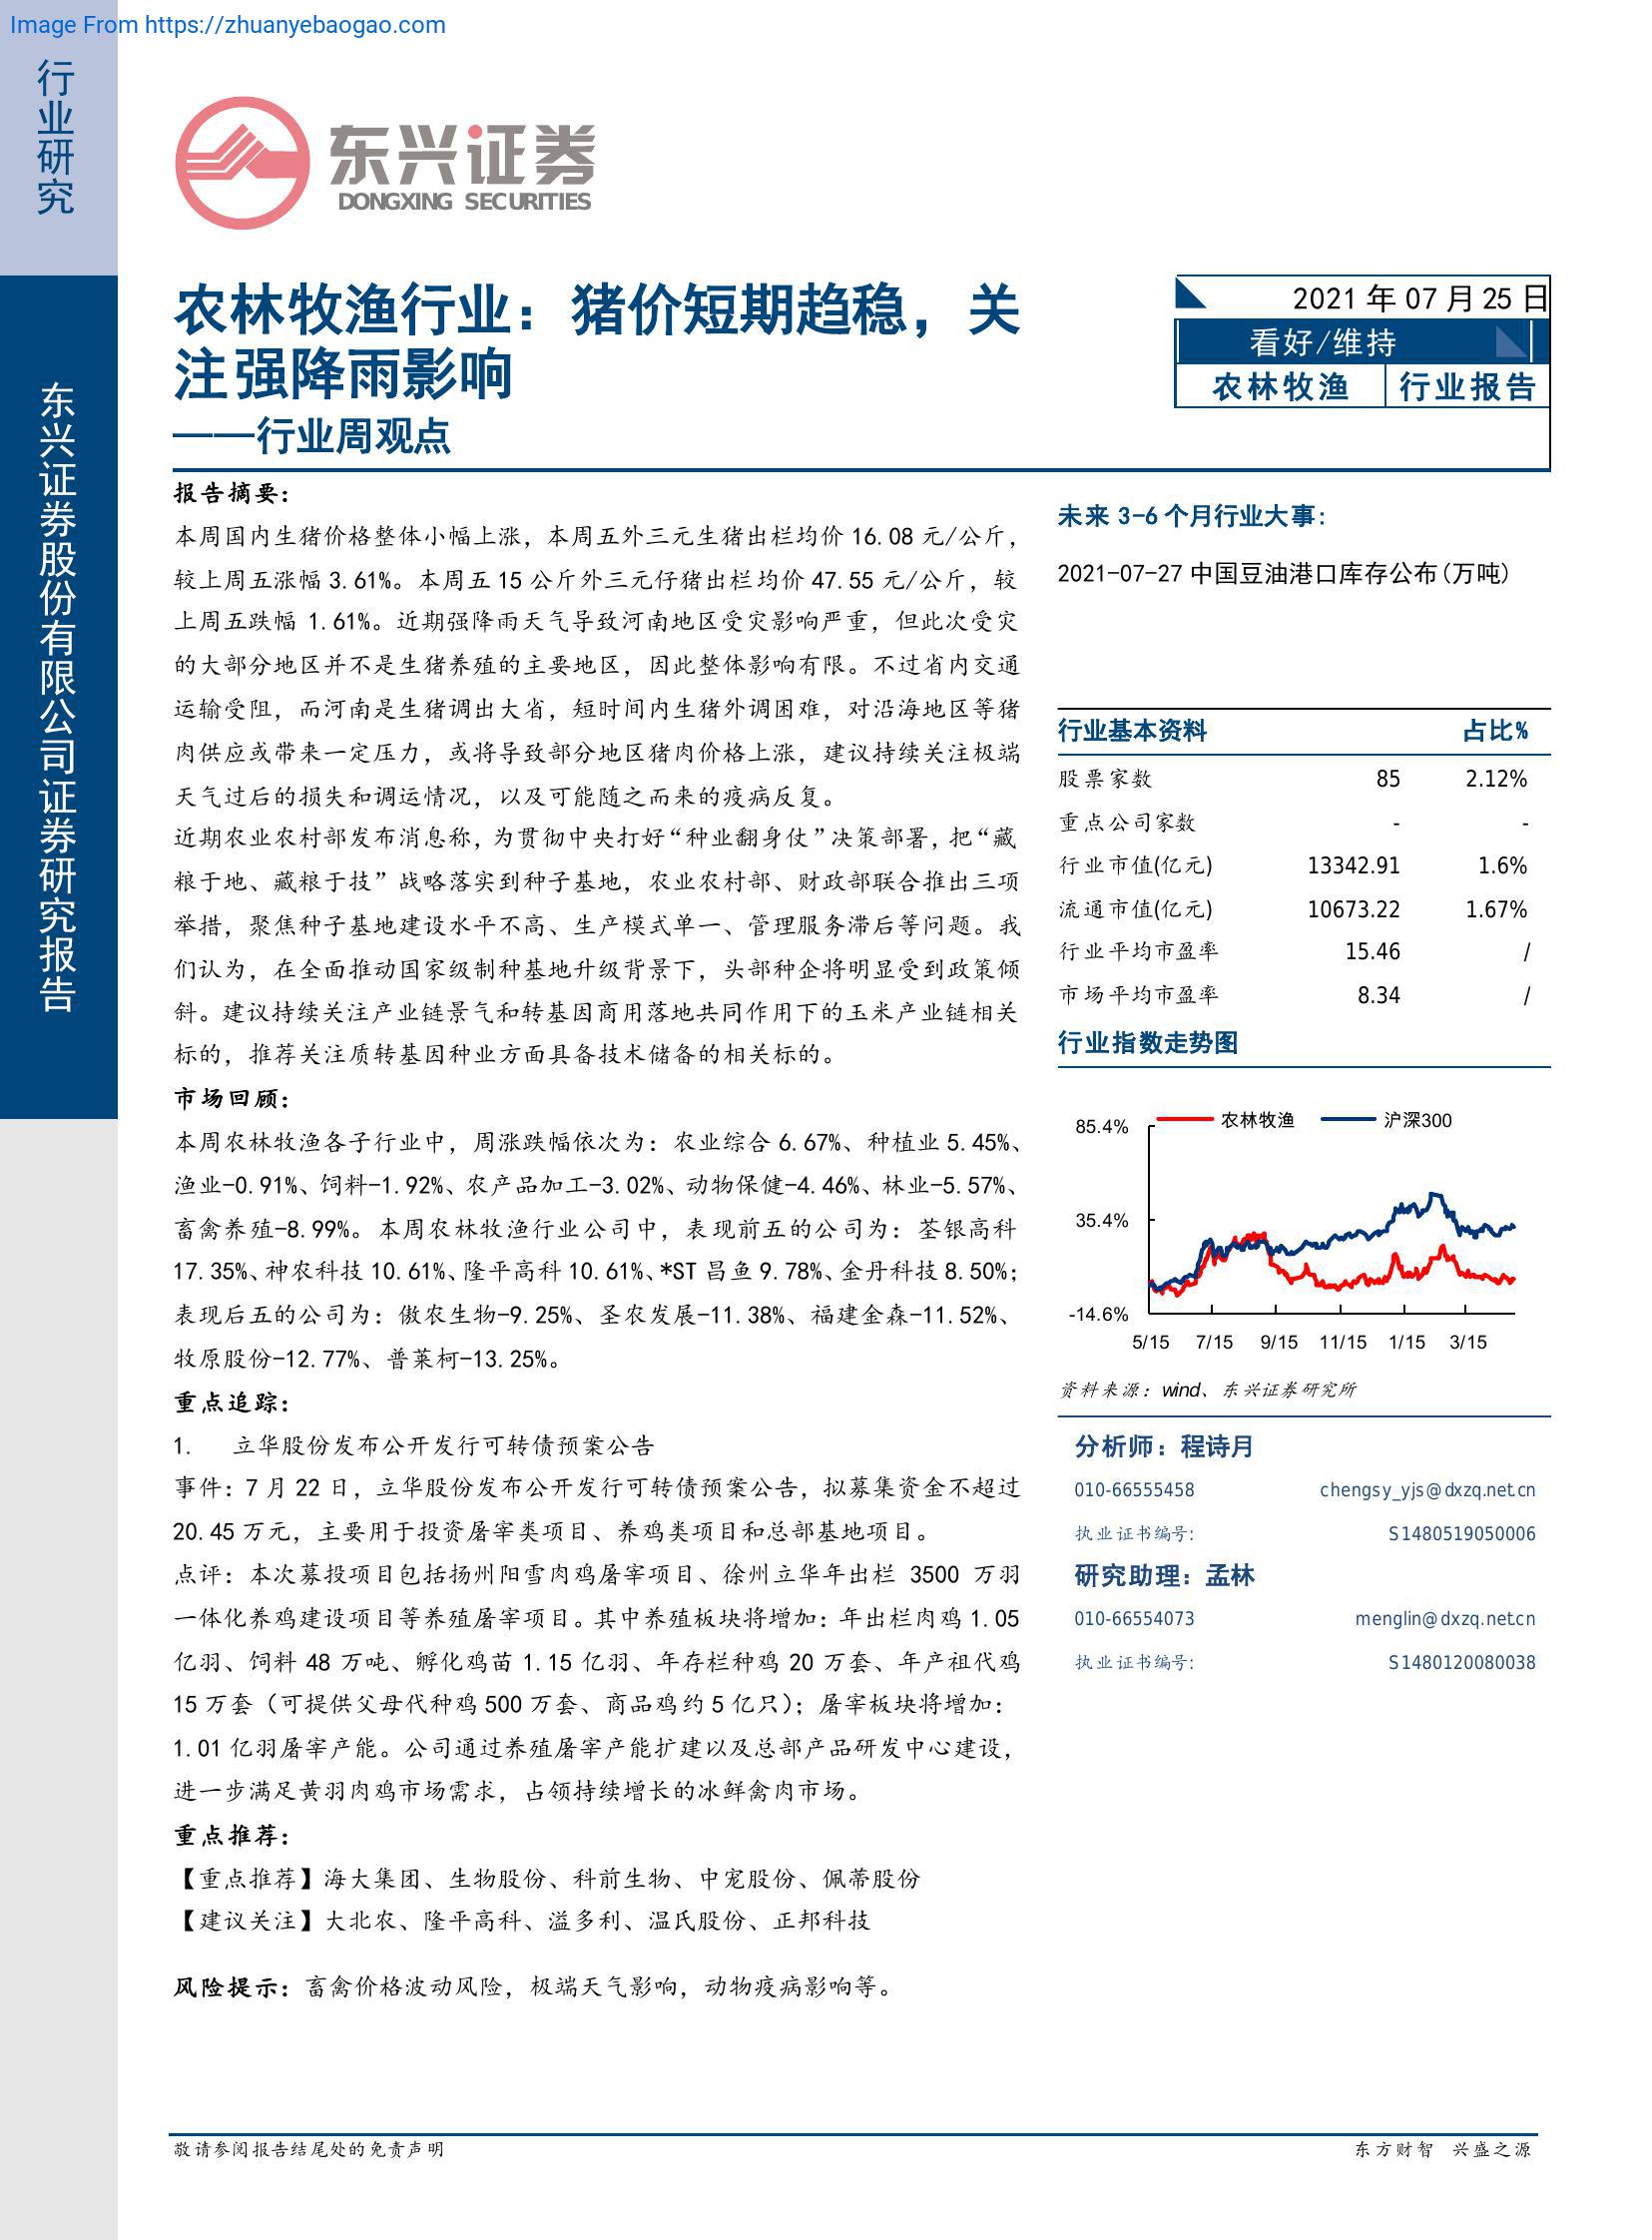 Image From https://zhuanyebaogao.com
行业研究
东兴证券股份有限公司证券研究报告
东兴证券
DONGXING SECURITIES
农林牧渔行业：猪价短期趋稳，关
注强降雨影响
——行业周观点
2021 年 07 月 25 日
看好/维持
农林牧渔 行业报告
报告摘要：
本周国内生猪价格整体小幅上涨，本周五外三元生猪出栏均价 16.08 元/公斤，
较上周五涨幅 3.61%。本周五 15 公斤外三元仔猪出栏均价 47.55 元/公斤，较
上周五跌幅 1.61%。近期强降雨天气导致河南地区受灾影响严重，但此次受灾
的大部分地区并不是生猪养殖的主要地区，因此整体影响有限。不过省内交通
运输受阻，而河南是生猪调出大省，短时间内生猪外调困难，对沿海地区等猪
肉供应或带来一定压力，或将导致部分地区猪肉价格上涨，建议持续关注极端
天气过后的损失和调运情况，以及可能随之而来的疫病反复。
近期农业农村部发布消息称，为贯彻中央打好“种业翻身仗”决策部署，把“藏
粮于地、藏粮于技”战略落实到种子基地，农业农村部、财政部联合推出三项
举措，聚焦种子基地建设水平不高、生产模式单一、管理服务滞后等问题。我
们认为，在全面推动国家级制种基地升级背景下，头部种企将明显受到政策倾
斜。建议持续关注产业链景气和转基因商用落地共同作用下的玉米产业链相关
标的，推荐关注质转基因种业方面具备技术储备的相关标的。
市场回顾：
本周农林牧渔各子行业中，周涨跌幅依次为：农业综合 6.67%、种植业 5.45%、
渔业-0.91%、饲料-1.92%、农产品加工-3.02%、动物保健-4.46%、林业-5.57%、
畜禽养殖-8.99%。本周农林牧渔行业公司中，表现前五的公司为：荃银高科
17.35%、神农科技 10.61%、隆平高科 10.61%、*ST 昌鱼 9.78%、金丹科技 8.50%；
表现后五的公司为：傲农生物-9.25%、圣农发展-11.38%、福建金森-11.52%、
牧原股份-12.77%、普莱柯-13.25%。
重点追踪：
1. 立华股份发布公开发行可转债预案公告
事件：7 月 22 日，立华股份发布公开发行可转债预案公告，拟募集资金不超过
20.45 万元，主要用于投资屠宰类项目、养鸡类项目和总部基地项目。
点评：本次募投项目包括扬州阳雪肉鸡屠宰项目、徐州立华年出栏 3500 万羽
一体化养鸡建设项目等养殖屠宰项目。其中养殖板块将增加：年出栏肉鸡 1.05
亿羽、饲料 48 万吨、孵化鸡苗 1.15 亿羽、年存栏种鸡 20 万套、年产祖代鸡
15 万套（可提供父母代种鸡 500 万套、商品鸡约 5 亿只）；屠宰板块将增加：
1.01 亿羽屠宰产能。公司通过养殖屠宰产能扩建以及总部产品研发中心建设，
进一步满足黄羽肉鸡市场需求，占领持续增长的冰鲜禽肉市场。
重点推荐：
【重点推荐】海大集团、生物股份、科前生物、中宠股份、佩蒂股份
【建议关注】大北农、隆平高科、溢多利、温氏股份、正邦科技
风险提示：畜禽价格波动风险，极端天气影响，动物疫病影响等。
未来 3-6 个月行业大事：
2021-07-27 中国豆油港口库存公布(万吨)
行业基本资料 占比%
股票家数 85 2.12%
重点公司家数 - -
行业市值(亿元) 13342.91 1.6%
流通市值(亿元) 10673.22 1.67%
行业平均市盈率 15.46 /
市场平均市盈率 8.34 /
行业指数走势图
农林牧渔 沪深300
85.4%
35.4%
-14.6%
5/15 7/15 9/15 11/15 1/15 3/15
资料来源：wind、东兴证券研究所
分析师：程诗月
010-66555458 chengsy_yjs@dxzq.net.cn
执业证书编号: S1480519050006
研究助理：孟林
010-66554073 menglin@dxzq.net.cn
执业证书编号: S1480120080038
敬请参阅报告结尾处的免责声明
东方财智 兴盛之源